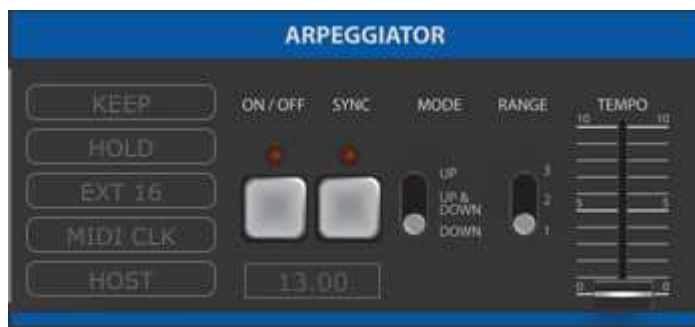 ARPEGGIATOR
KEEP
HOLD
EXT 16
MIDI CLK
HOST
ON / OFF
SYNC
13.00
MODE
UP
UP &
DOWN
DOWN
RANGE
3
2
1
TEMPO
10 10
5 5
0 0